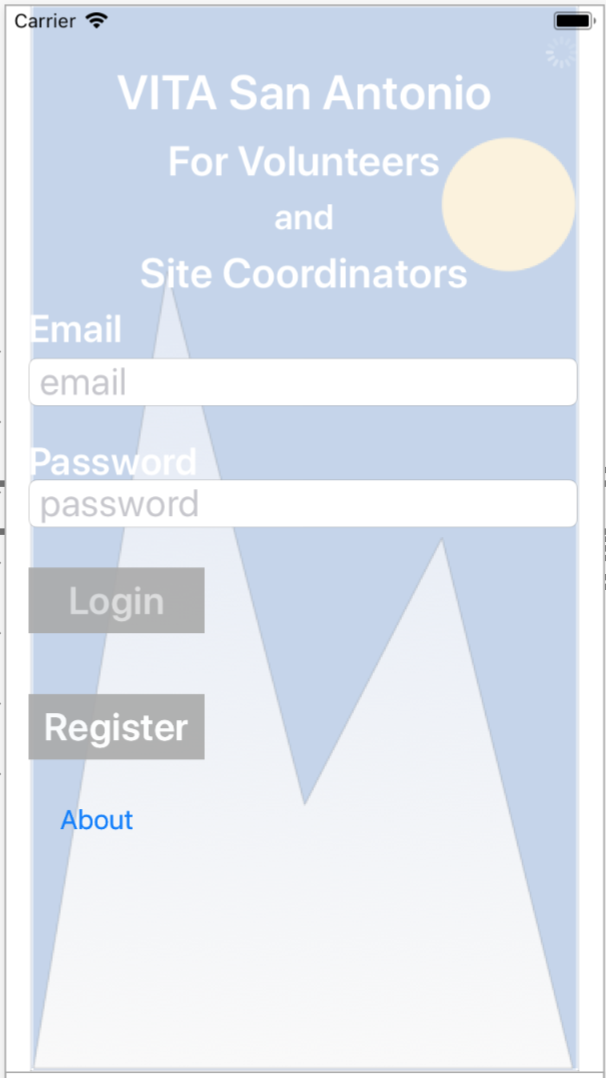 Carrier
VITA San Antonio
For Volunteers
and
Site Coordinators
Email
email
Password
password
Login
Register
About